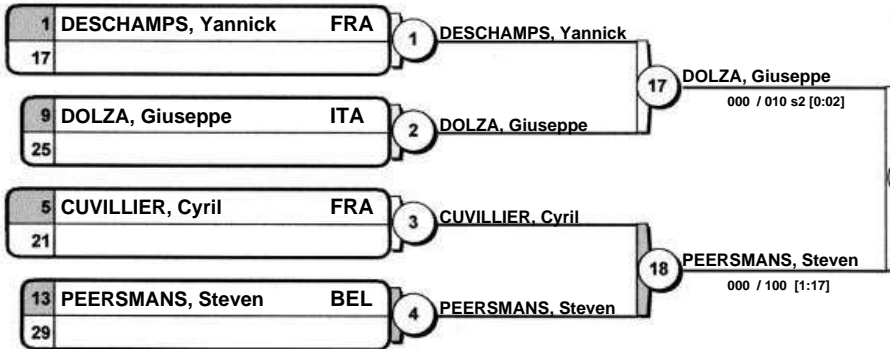 1 DESCHAMPS, Yannick FRA
17
1
DESCHAMPS, Yannick
9 DOLZA, Giuseppe ITA
25
2
DOLZA, Giuseppe
17
DOLZA, Giuseppe
000 / 010 s2 [0:02]
5 CUVILLIER, Cyril FRA
21
3
CUVILLIER, Cyril
13 PEERSMANS, Steven BEL
29
4
PEERSMANS, Steven
18
PEERSMANS, Steven
000 / 100 [1:17]